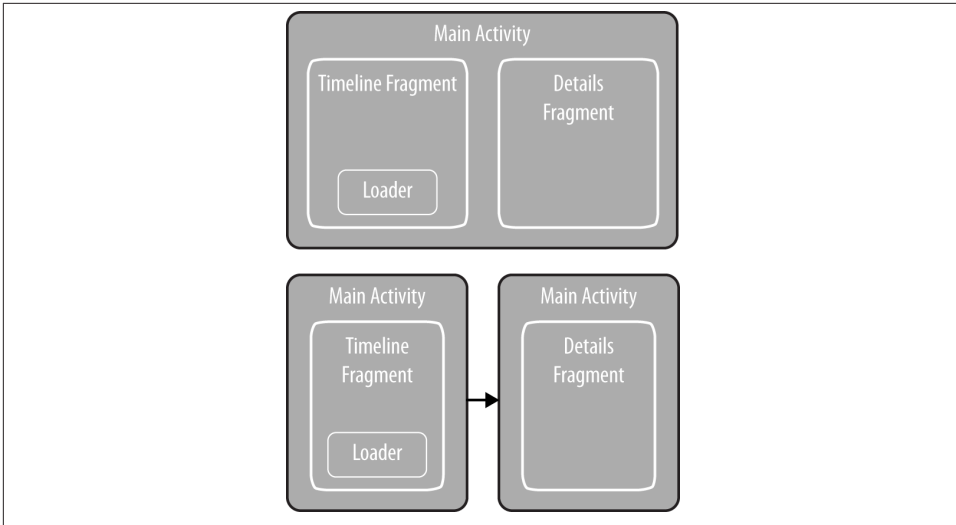 Main Activity
Timeline Fragment
Details
Fragment
Loader
Main Activity
Timeline
Fragment
Loader
Main Activity
Details
Fragment